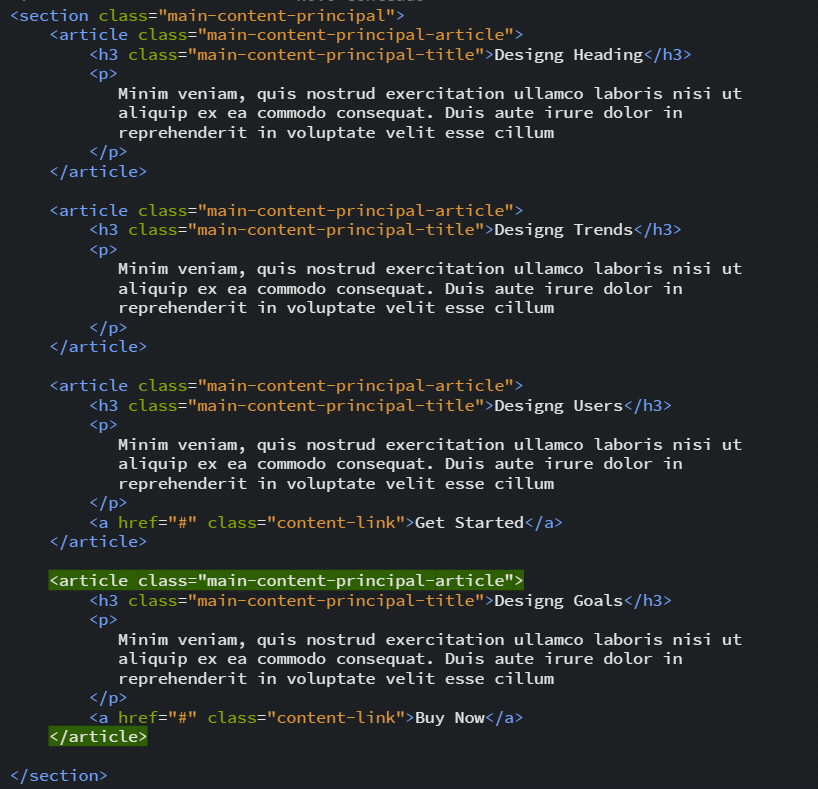 <section class="main-content-principal">
<article class="main-content-principal-article">
<h3 class="main-content-principal-title">Designg Heading</h3>
<p>
Minim veniam, quis nostrud exercitation ullamco laboris nisi ut
aliquip ex ea commodo consequat. Duis aute irure dolor in
reprehenderit in voluptate velit esse cillum
</p>
</article>
<article class="main-content-principal-article">
<h3 class="main-content-principal-title">Designg Trends</h3>
<p>
Minim veniam, quis nostrud exercitation ullamco laboris nisi ut
aliquip ex ea commodo consequat. Duis aute irure dolor in
reprehenderit in voluptate velit esse cillum
</p>
</article>
<article class="main-content-principal-article">
<h3 class="main-content-principal-title">Designg Users</h3>
<p>
Minim veniam, quis nostrud exercitation ullamco laboris nisi ut
aliquip ex ea commodo consequat. Duis aute irure dolor in
reprehenderit in voluptate velit esse cillum
</p>
<a href="#" class="content-link">Get Started</a>
</article>
<article class="main-content-principal-article">
<h3 class="main-content-principal-title">Designg Goals</h3>
<p>
Minim veniam, quis nostrud exercitation ullamco laboris nisi ut
aliquip ex ea commodo consequat. Duis aute irure dolor in
reprehenderit in voluptate velit esse cillum
</p>
<a href="#" class="content-link">Buy Now</a>
</article>
</section>